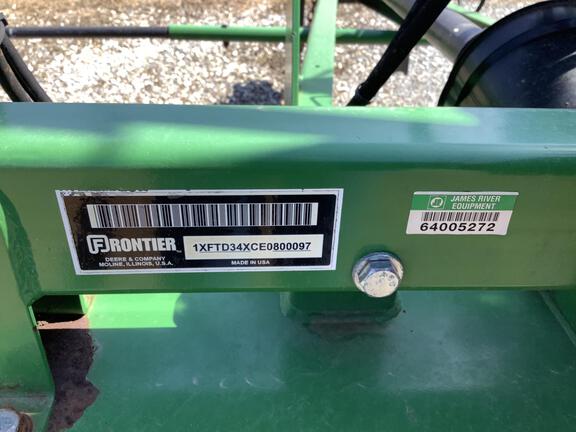 FRONTIER
1XFTD34XCE0800097
DEERE & COMPANY
MOLINE, ILLINOIS, U.S.A.
MADE IN USA
JAMES RIVER
EQUIPMENT
64005272